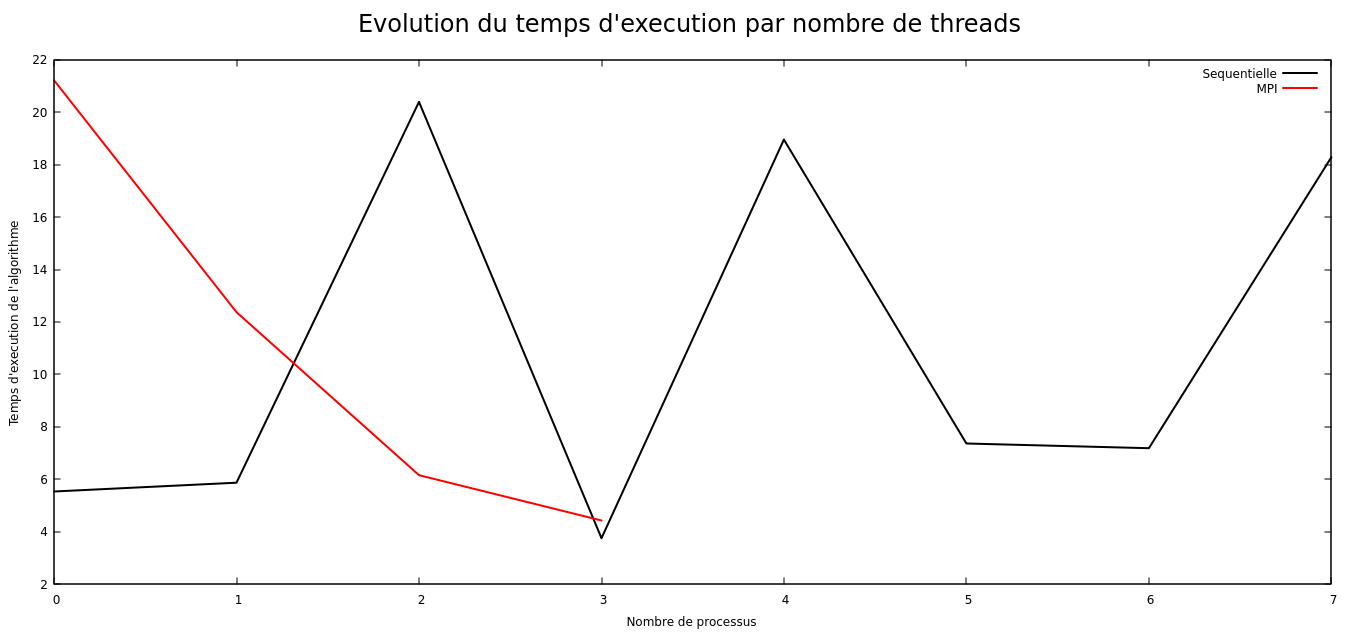 Evolution du temps d'execution par nombre de threads
Sequentielle
MPI
22
20
18
16
14
12
10
8
6
4
2
Temps d'execution de l'algorithme
0 1 2 3 4 5 6 7
Nombre de processus